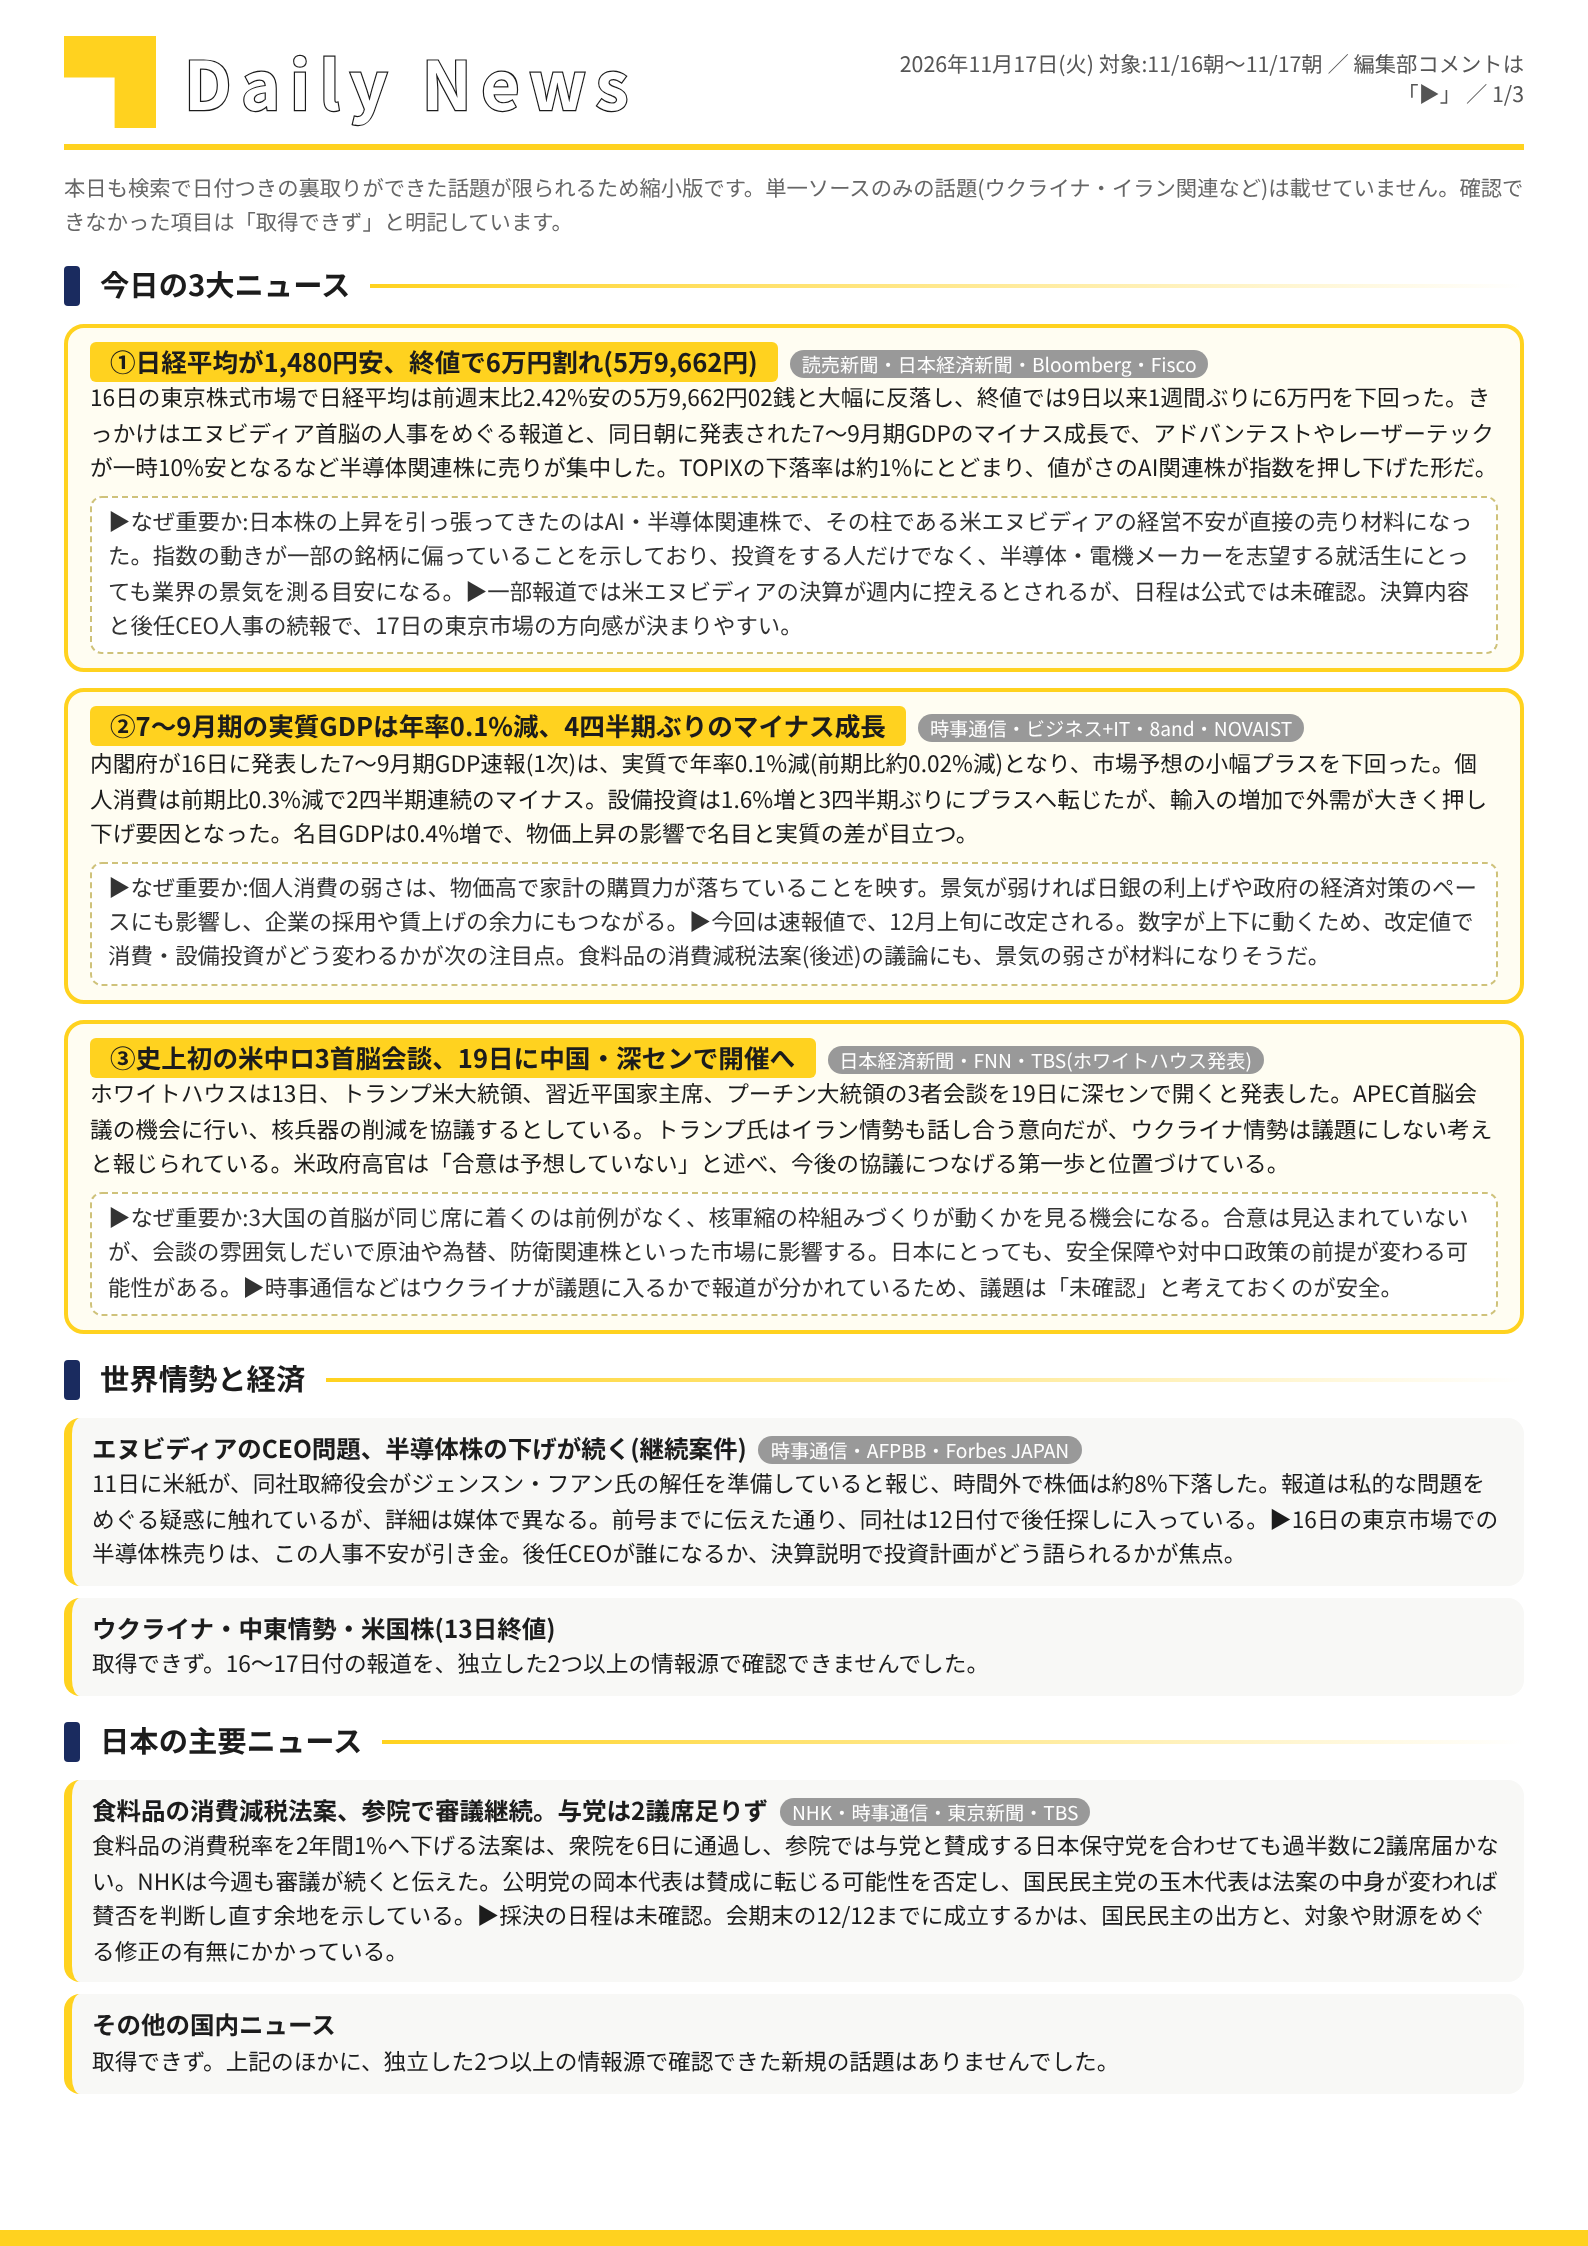 Daily News
2026年11月17日(火) 対象:11/16朝〜11/17朝 ／ 編集部コメントは
「▶」 ／ 1/3
本日も検索で日付つきの裏取りができた話題が限られるため縮小版です。単一ソースのみの話題(ウクライナ・イラン関連など)は載せていません。確認で
きなかった項目は「取得できず」と明記しています。
今日の3大ニュース
①日経平均が1,480円安、終値で6万円割れ(5万9,662円) 読売新聞・日本経済新聞・Bloomberg・Fisco
16日の東京株式市場で日経平均は前週末比2.42%安の5万9,662円02銭と大幅に反落し、終値では9日以来1週間ぶりに6万円を下回った。き
っかけはエヌビディア首脳の人事をめぐる報道と、同日朝に発表された7〜9月期GDPのマイナス成長で、アドバンテストやレーザーテック
が一時10%安となるなど半導体関連株に売りが集中した。TOPIXの下落率は約1%にとどまり、値がさのAI関連株が指数を押し下げた形だ。
▶なぜ重要か:日本株の上昇を引っ張ってきたのはAI・半導体関連株で、その柱である米エヌビディアの経営不安が直接の売り材料になっ
た。指数の動きが一部の銘柄に偏っていることを示しており、投資をする人だけでなく、半導体・電機メーカーを志望する就活生にとっ
ても業界の景気を測る目安になる。▶一部報道では米エヌビディアの決算が週内に控えるとされるが、日程は公式では未確認。決算内容
と後任CEO人事の続報で、17日の東京市場の方向感が決まりやすい。
②7〜9月期の実質GDPは年率0.1%減、4四半期ぶりのマイナス成長 時事通信・ビジネス+IT・8and・NOVAIST
内閣府が16日に発表した7〜9月期GDP速報(1次)は、実質で年率0.1%減(前期比約0.02%減)となり、市場予想の小幅プラスを下回った。個
人消費は前期比0.3%減で2四半期連続のマイナス。設備投資は1.6%増と3四半期ぶりにプラスへ転じたが、輸入の増加で外需が大きく押し
下げ要因となった。名目GDPは0.4%増で、物価上昇の影響で名目と実質の差が目立つ。
▶なぜ重要か:個人消費の弱さは、物価高で家計の購買力が落ちていることを映す。景気が弱ければ日銀の利上げや政府の経済対策のペー
スにも影響し、企業の採用や賃上げの余力にもつながる。▶今回は速報値で、12月上旬に改定される。数字が上下に動くため、改定値で
消費・設備投資がどう変わるかが次の注目点。食料品の消費減税法案(後述)の議論にも、景気の弱さが材料になりそうだ。
③史上初の米中ロ3首脳会談、19日に中国・深センで開催へ 日本経済新聞・FNN・TBS(ホワイトハウス発表)
ホワイトハウスは13日、トランプ米大統領、習近平国家主席、プーチン大統領の3者会談を19日に深センで開くと発表した。APEC首脳会
議の機会に行い、核兵器の削減を協議するとしている。トランプ氏はイラン情勢も話し合う意向だが、ウクライナ情勢は議題にしない考え
と報じられている。米政府高官は「合意は予想していない」と述べ、今後の協議につなげる第一歩と位置づけている。
▶なぜ重要か:3大国の首脳が同じ席に着くのは前例がなく、核軍縮の枠組みづくりが動くかを見る機会になる。合意は見込まれていない
が、会談の雰囲気しだいで原油や為替、防衛関連株といった市場に影響する。日本にとっても、安全保障や対中ロ政策の前提が変わる可
能性がある。▶時事通信などはウクライナが議題に入るかで報道が分かれているため、議題は「未確認」と考えておくのが安全。
世界情勢と経済
エヌビディアのCEO問題、半導体株の下げが続く(継続案件) 時事通信・AFPBB・Forbes JAPAN
11日に米紙が、同社取締役会がジェンスン・フアン氏の解任を準備していると報じ、時間外で株価は約8%下落した。報道は私的な問題を
めぐる疑惑に触れているが、詳細は媒体で異なる。前号までに伝えた通り、同社は12日付で後任探しに入っている。▶16日の東京市場での
半導体株売りは、この人事不安が引き金。後任CEOが誰になるか、決算説明で投資計画がどう語られるかが焦点。
ウクライナ・中東情勢・米国株(13日終値)
取得できず。16〜17日付の報道を、独立した2つ以上の情報源で確認できませんでした。
日本の主要ニュース
食料品の消費減税法案、参院で審議継続。与党は2議席足りず NHK・時事通信・東京新聞・TBS
食料品の消費税率を2年間1%へ下げる法案は、衆院を6日に通過し、参院では与党と賛成する日本保守党を合わせても過半数に2議席届かな
い。NHKは今週も審議が続くと伝えた。公明党の岡本代表は賛成に転じる可能性を否定し、国民民主党の玉木代表は法案の中身が変われば
賛否を判断し直す余地を示している。▶採決の日程は未確認。会期末の12/12までに成立するかは、国民民主の出方と、対象や財源をめぐ
る修正の有無にかかっている。
その他の国内ニュース
取得できず。上記のほかに、独立した2つ以上の情報源で確認できた新規の話題はありませんでした。